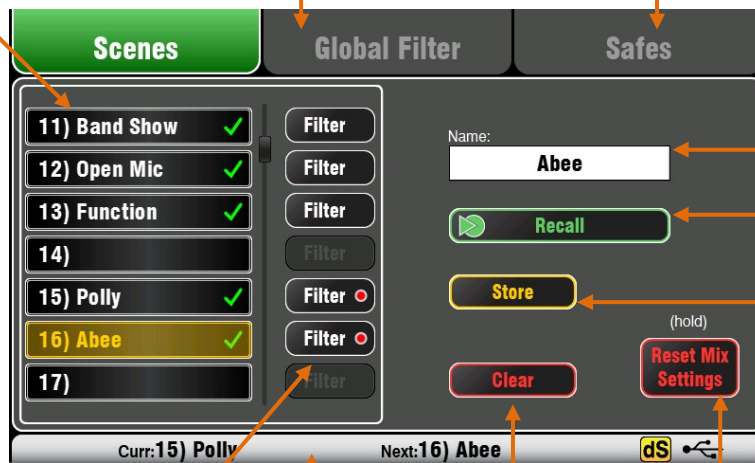 Scenes Global Filter Safes
11) Band Show Filter
12) Open Mic Filter
13) Function Filter
14) Filter
15) Polly Filter
16) Abee Filter
17) Filter
Name:
Abee
Recall
Store
Clear
(hold)
Reset Mix
Settings
Curr:15) Polly Next:16) Abee dS